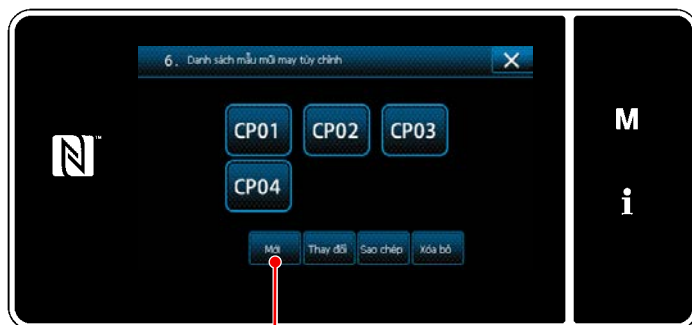 6. Danh sách mẫu mũi may tùy chỉnh
CP01 CP02 CP03
CP04
Mới Thay đổi Sao chép Xóa bỏ
M
i